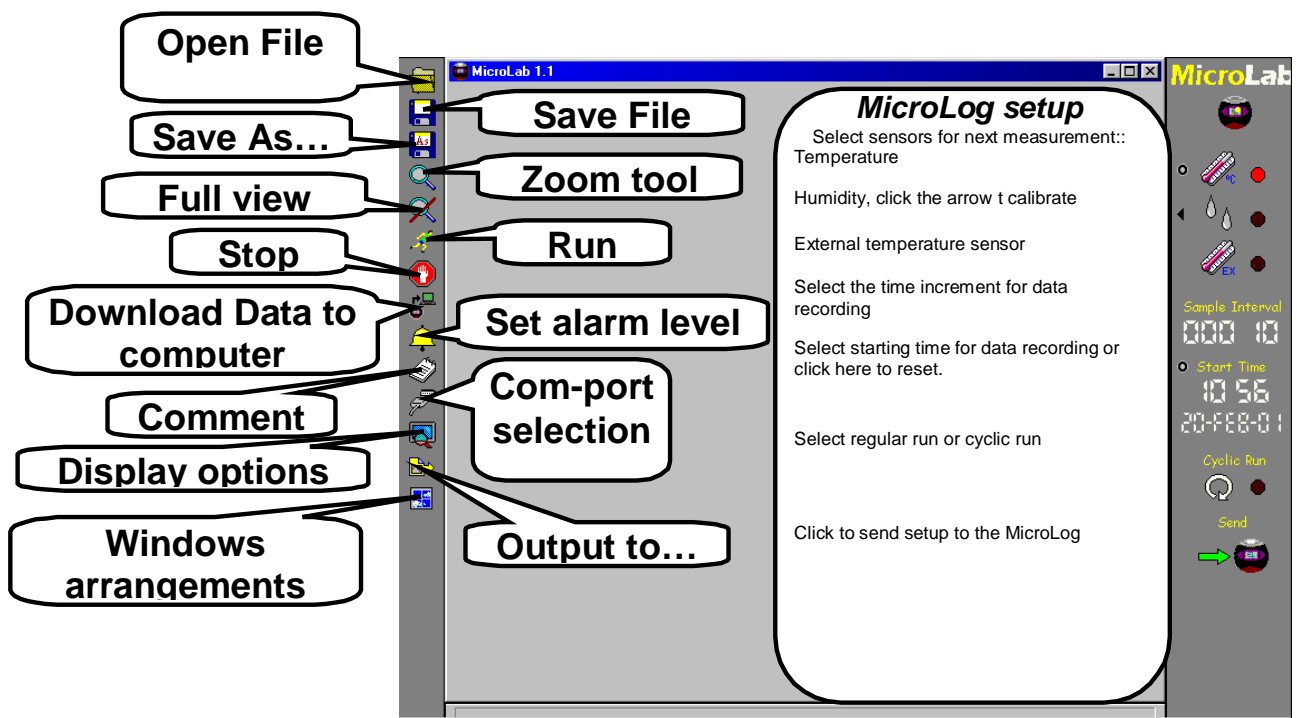 Open File
MicroLab 1.1
MicroLab
Save File
Save As…
As
Zoom tool
Full view
Run
Stop
Download Data to
computer
Set alarm level
Comment
Com-port
selection
Display options
Windows
arrangements
Output to…
MicroLog setup
Select sensors for next measurement::
Temperature
Humidity, click the arrow t calibrate
External temperature sensor
Select the time increment for data
recording
Select starting time for data recording or
click here to reset.
Select regular run or cyclic run
Click to send setup to the MicroLog
°C
EX
Sample Interval
000 10
Start Time
10 56
20-FEB-01
Cyclic Run
Send